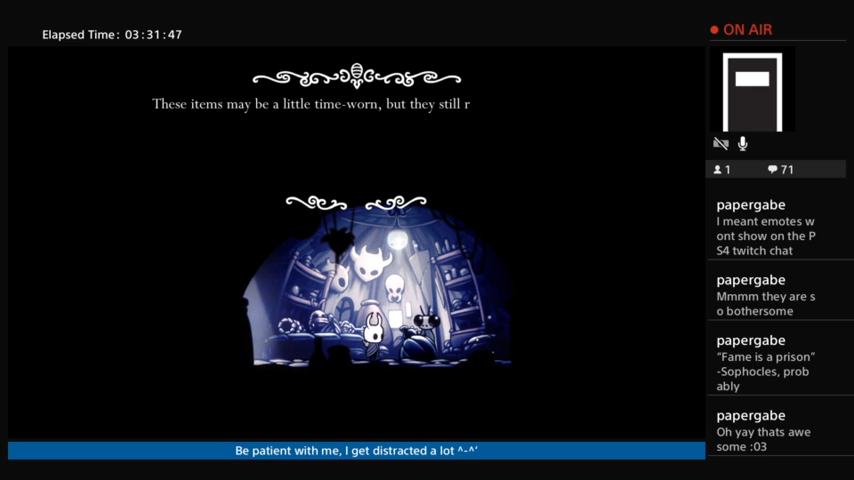 Elapsed Time: 03:31:47
ON AIR
These items may be a little time-worn, but they still r
1 71
papergabe
I meant emotes w
ont show on the P
S4 twitch chat
papergabe
Mmmm they are s
o bothersome
papergabe
“Fame is a prison”
-Sophocles, prob
ably
papergabe
Oh yay thats awe
some :03
Be patient with me, I get distracted a lot ^-^'